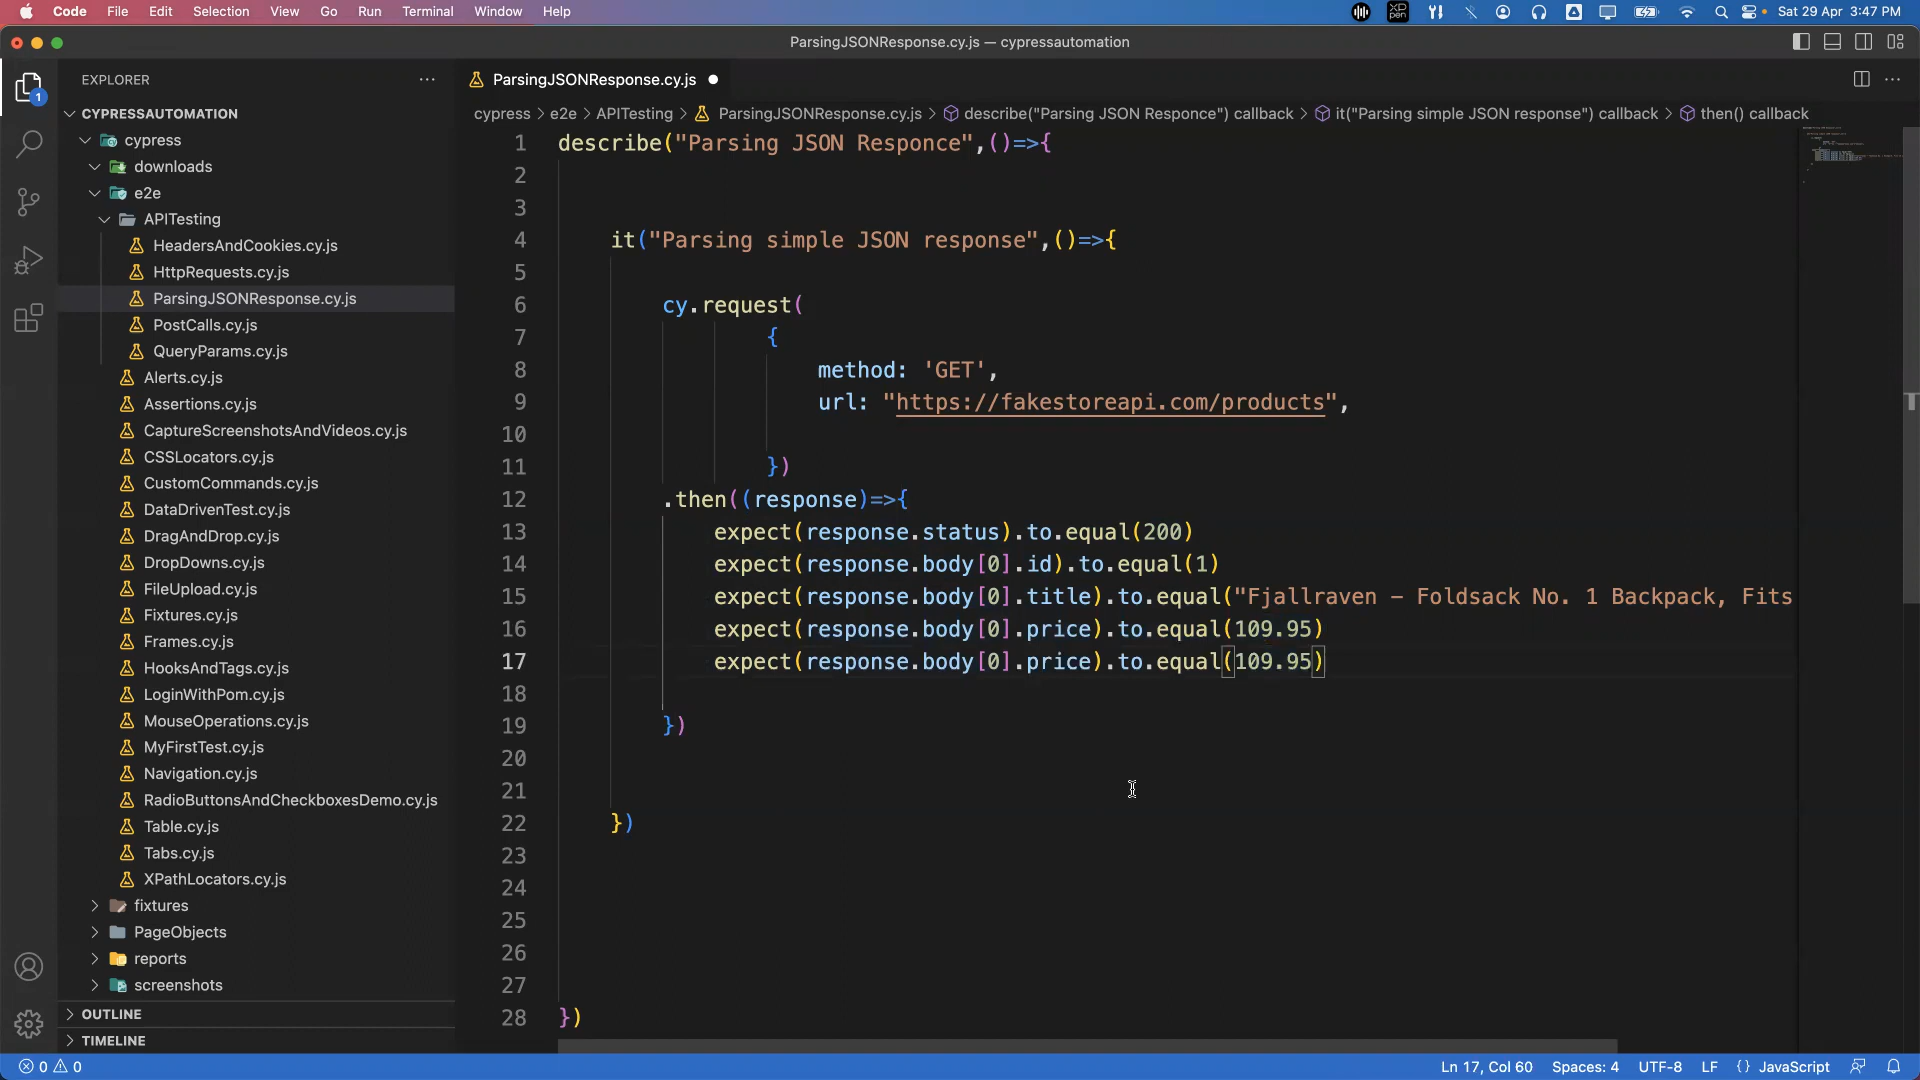 Code File Edit Selection View Go Run Terminal Window Help
XP pen
Sat 29 Apr 3:47 PM
ParsingJSONResponse.cy.js — cypressautomation
EXPLORER
1
CYPRESSAUTOMATION
cypress
downloads
e2e
APITesting
HeadersAndCookies.cy.js
HttpRequests.cy.js
ParsingJSONResponse.cy.js
PostCalls.cy.js
QueryParams.cy.js
Alerts.cy.js
Assertions.cy.js
CaptureScreenshotsAndVideos.cy.js
CSSLocators.cy.js
CustomCommands.cy.js
DataDrivenTest.cy.js
DragAndDrop.cy.js
DropDowns.cy.js
FileUpload.cy.js
Fixtures.cy.js
Frames.cy.js
HooksAndTags.cy.js
LoginWithPom.cy.js
MouseOperations.cy.js
MyFirstTest.cy.js
Navigation.cy.js
RadioButtonsAndCheckboxesDemo.cy.js
Table.cy.js
Tabs.cy.js
XPathLocators.cy.js
fixtures
PageObjects
reports
screenshots
OUTLINE
TIMELINE
ParsingJSONResponse.cy.js
cypress > e2e > APITesting > ParsingJSONResponse.cy.js > describe("Parsing JSON Responce") callback > it("Parsing simple JSON response") callback > then() callback
1 describe("Parsing JSON Responce",()=>{
2
3
4 it("Parsing simple JSON response",()=>{
5
6 cy.request(
7 {
8 method: 'GET',
9 url: "https://fakestoreapi.com/products",
10
11 })
12 .then((response)=>{
13 expect(response.status).to.equal(200)
14 expect(response.body[0].id).to.equal(1)
15 expect(response.body[0].title).to.equal("Fjallraven - Foldsack No. 1 Backpack, Fits
16 expect(response.body[0].price).to.equal(109.95)
17 expect(response.body[0].price).to.equal(109.95)
18
19 })
20
21
22 })
23
24
25
26
27
28 })
0 0
Ln 17, Col 60 Spaces: 4 UTF-8 LF {} JavaScript